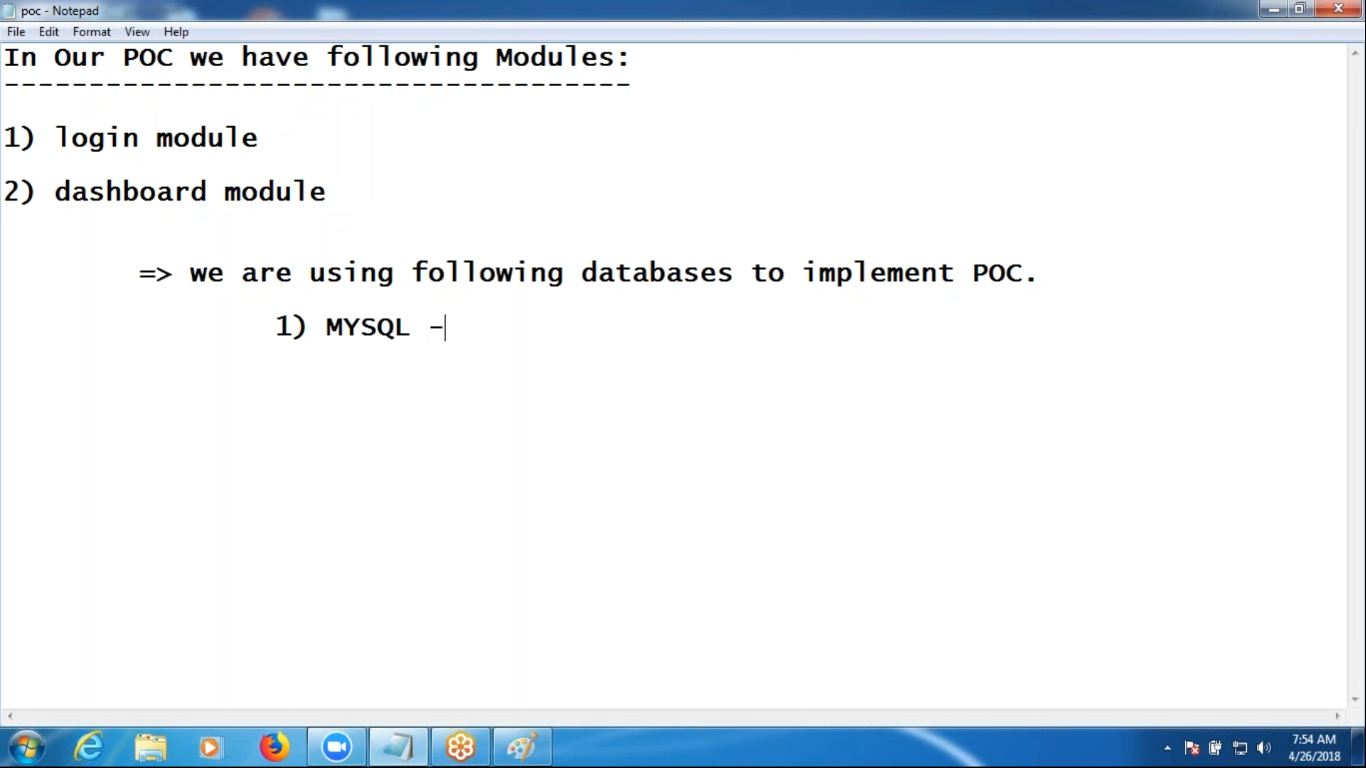 poc - Notepad
File Edit Format View Help
In Our POC we have following Modules:
-------------------------------------
1) login module
2) dashboard module
=> we are using following databases to implement POC.
1) MYSQL -
7:54 AM
4/26/2018